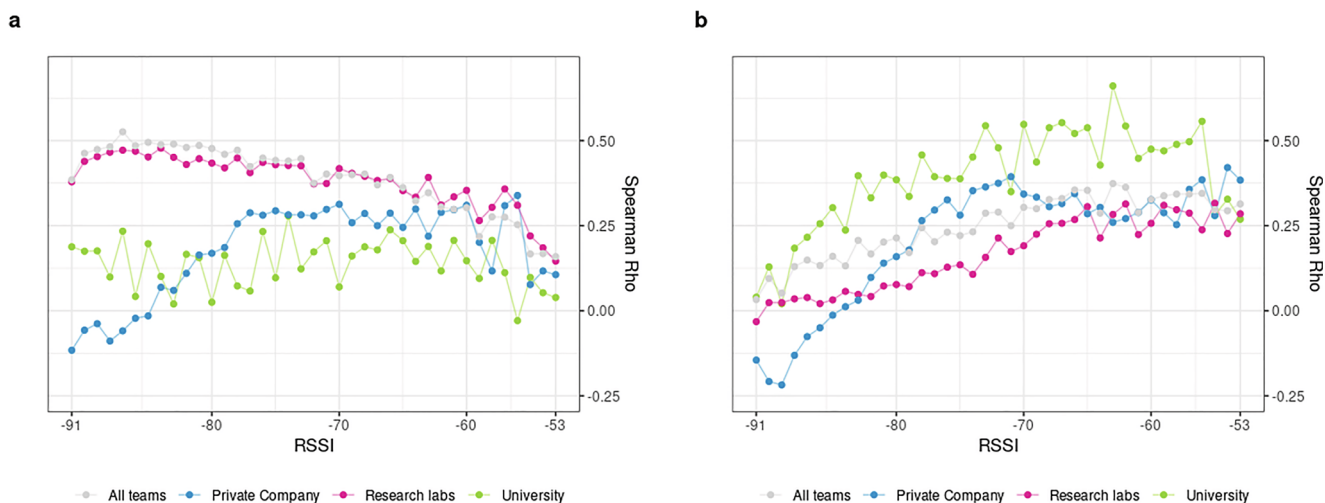 a
0.50
0.25
0.00
-0.25
Spearman Rho
-91 -80 -70 -60 -53
RSSI
All teams Private Company Research labs University
b
0.50
0.25
0.00
-0.25
Spearman Rho
-91 -80 -70 -60 -53
RSSI
All teams Private Company Research labs University